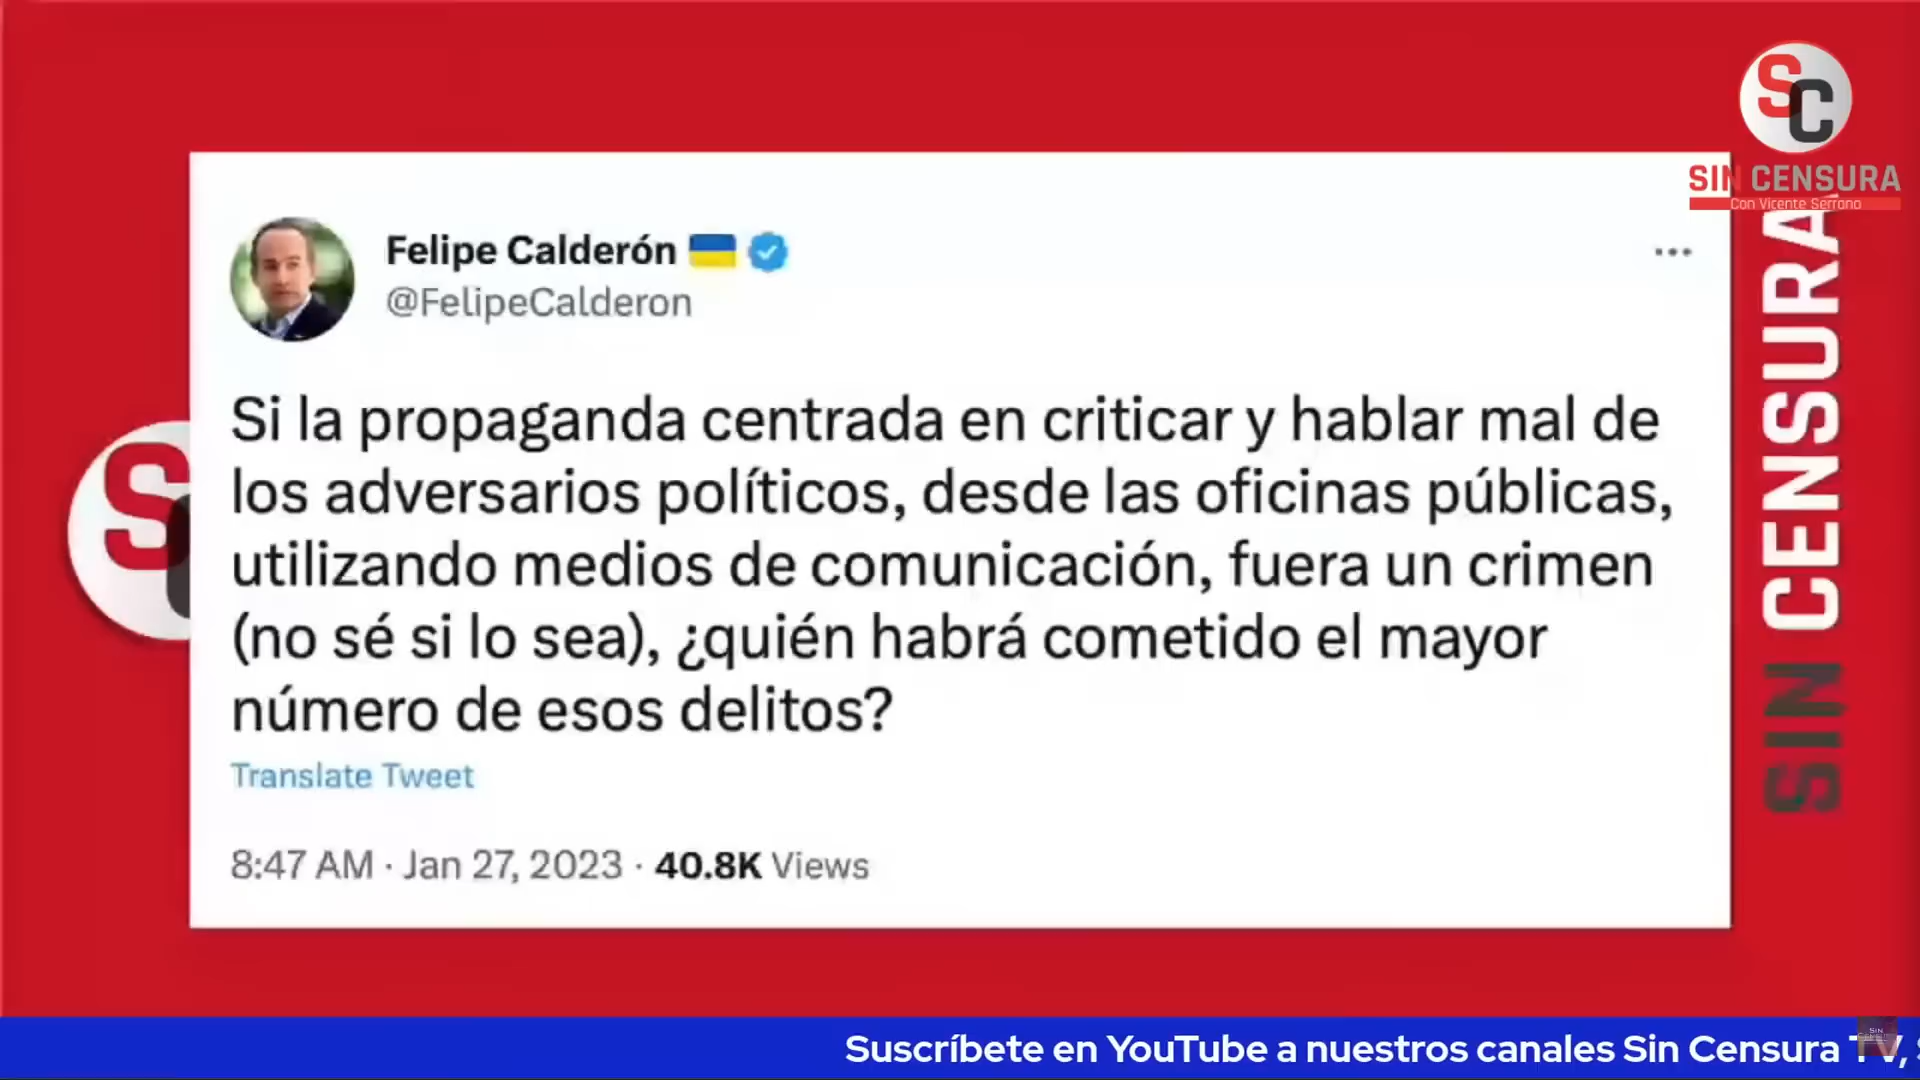 SC
SIN CENSURA
Con Vicente Serrano
Felipe Calderón
@FelipeCalderon
Si la propaganda centrada en criticar y hablar mal de
los adversarios políticos, desde las oficinas públicas,
utilizando medios de comunicación, fuera un crimen
(no sé si lo sea), ¿quién habrá cometido el mayor
número de esos delitos?
Translate Tweet
8:47 AM · Jan 27, 2023 · 40.8K Views
SIN CENSURA
Suscríbete en YouTube a nuestros canales Sin Censura TV,